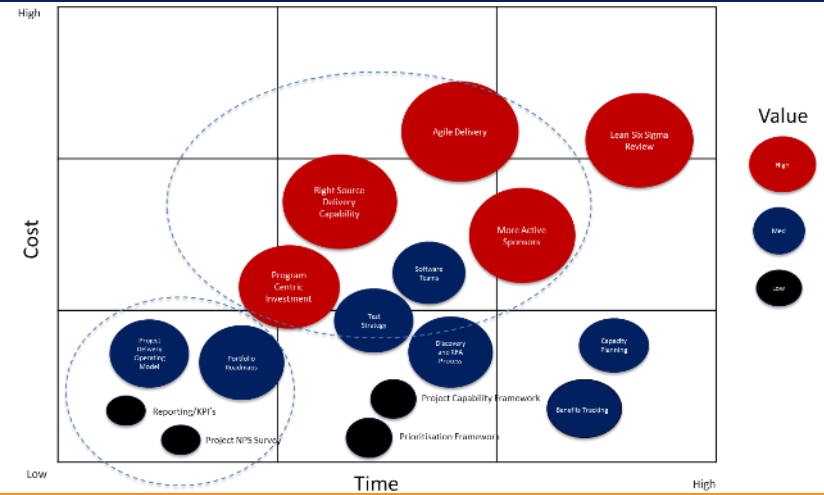 High
Value
Agile Delivery
Lean Six Sigma
Review
High
Right Source
Delivery
Capability
Cost
More Active
Sponsors
Med
Software
Teams
Program
Centric
Investment
Low
Test
Strategy
Project
Delivery
Operating
Model
Portfolio
Roadmaps
Discovery
and RFA
Process
Capacity
Planning
Project Capability Framework
Reporting/KPI's
Benefits Tracking
Project NPS Survey
Prioritisation Framework
Low
Time
High